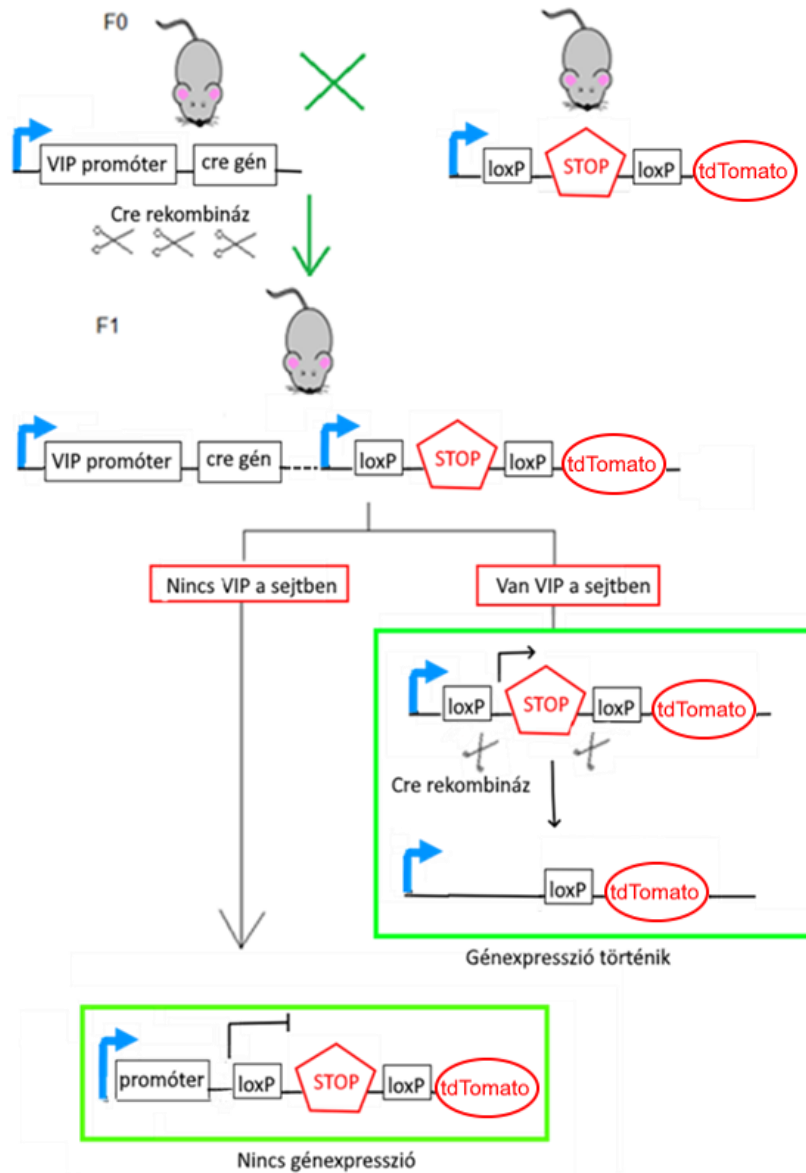 F0
VIP promóter cre gén
loxP STOP loxP tdTomato
Cre rekombináz
F1
VIP promóter cre gén loxP STOP loxP tdTomato
Nincs VIP a sejtben
Van VIP a sejtben
loxP STOP loxP tdTomato
Cre rekombináz
loxP tdTomato
Génexpresszió történik
promóter loxP STOP loxP tdTomato
Nincs génexpresszió